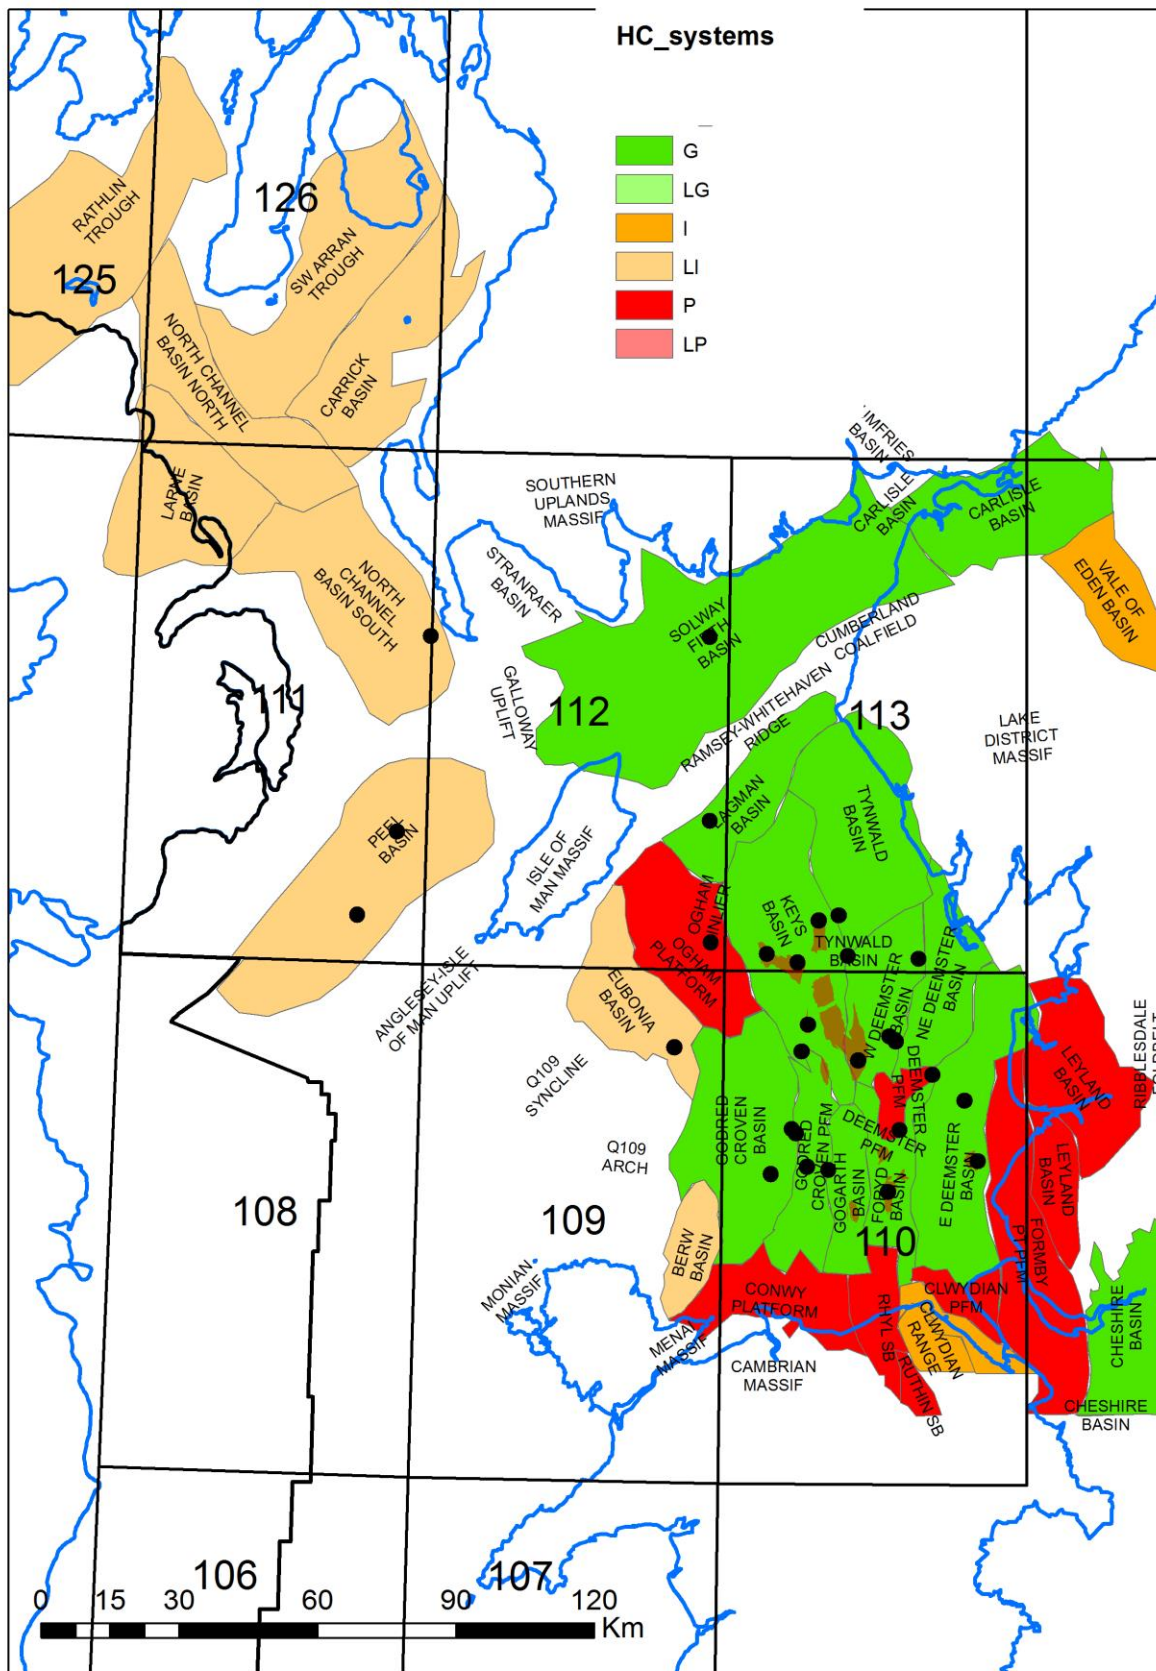 HC_systems
G
LG
I
LI
P
LP
RATHLIN
TROUGH
126
125
SW ARRAN
TROUGH
NORTH CHANNEL
BASIN NORTH
CARRICK
BASIN
LARNE
BASIN
SOUTHERN
UPLANDS
MASSIF
IMFRIES
BASIN
CARLISLE
BASIN
CARLISLE
BASIN
VALE OF
EDEN BASIN
NORTH
CHANNEL
BASIN SOUTH
STRANRAER
BASIN
SOLWAY
FIRTH
BASIN
CUMBERLAND
COALFIELD
GALLOWAY
UPLIFT
111
112
113
RAMSEY-WHITEHAVEN
RIDGE
LAKE
DISTRICT
MASSIF
LAGMAN
BASIN
TYNWALD
BASIN
PEEL
BASIN
ISLE OF
MAN MASSIF
OGHAM
INLIER
KEYS
BASIN
TYNWALD
BASIN
OGHAM
PLATFORM
ANGLESEY-ISLE
OF MAN UPLIFT
EUBONIA
BASIN
W DEEMSTER
BASIN
NE DEEMSTER
BASIN
Q109
SYNCLINE
DEEMSTER
PFM
LEYLAND
BASIN
RIBBLESDALE
GODRED
CROVEN
BASIN
DEEMSTER
PFM
Q109
ARCH
GODRED
CROVEN PFM
GOGARTH
BASIN
FORYD
BASIN
E DEEMSTER
BASIN
LEYLAND
BASIN
108
109
110
FORMBY
PT PFM
BERW
BASIN
MONIAN
MASSIF
CONWY
PLATFORM
CLWYDIAN
PFM
RHYL SB
CLWYDIAN
RANGE
CHESHIRE
BASIN
MENAI
MASSIF
CAMBRIAN
MASSIF
RUTHIN SB
CHESHIRE
BASIN
106
107
0 15 30 60 90 120
Km